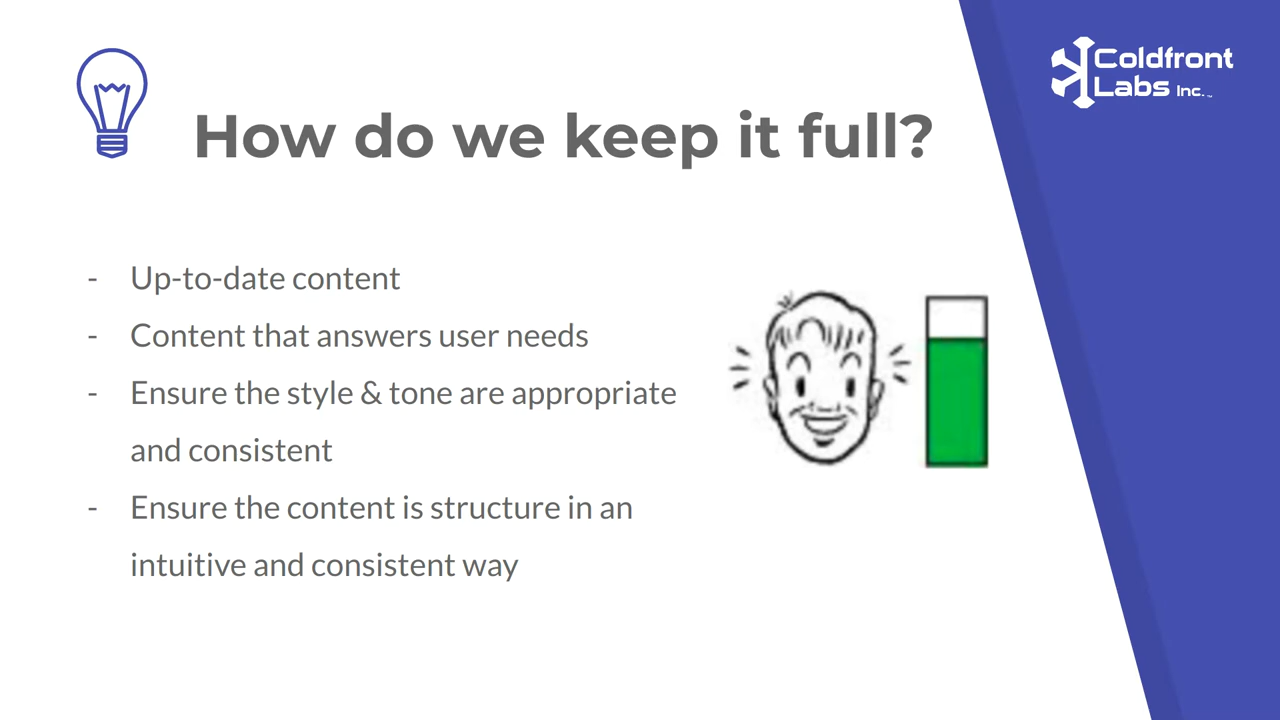 Coldfront
Labs Inc.
How do we keep it full?
- Up-to-date content
- Content that answers user needs
- Ensure the style & tone are appropriate
and consistent
- Ensure the content is structure in an
intuitive and consistent way